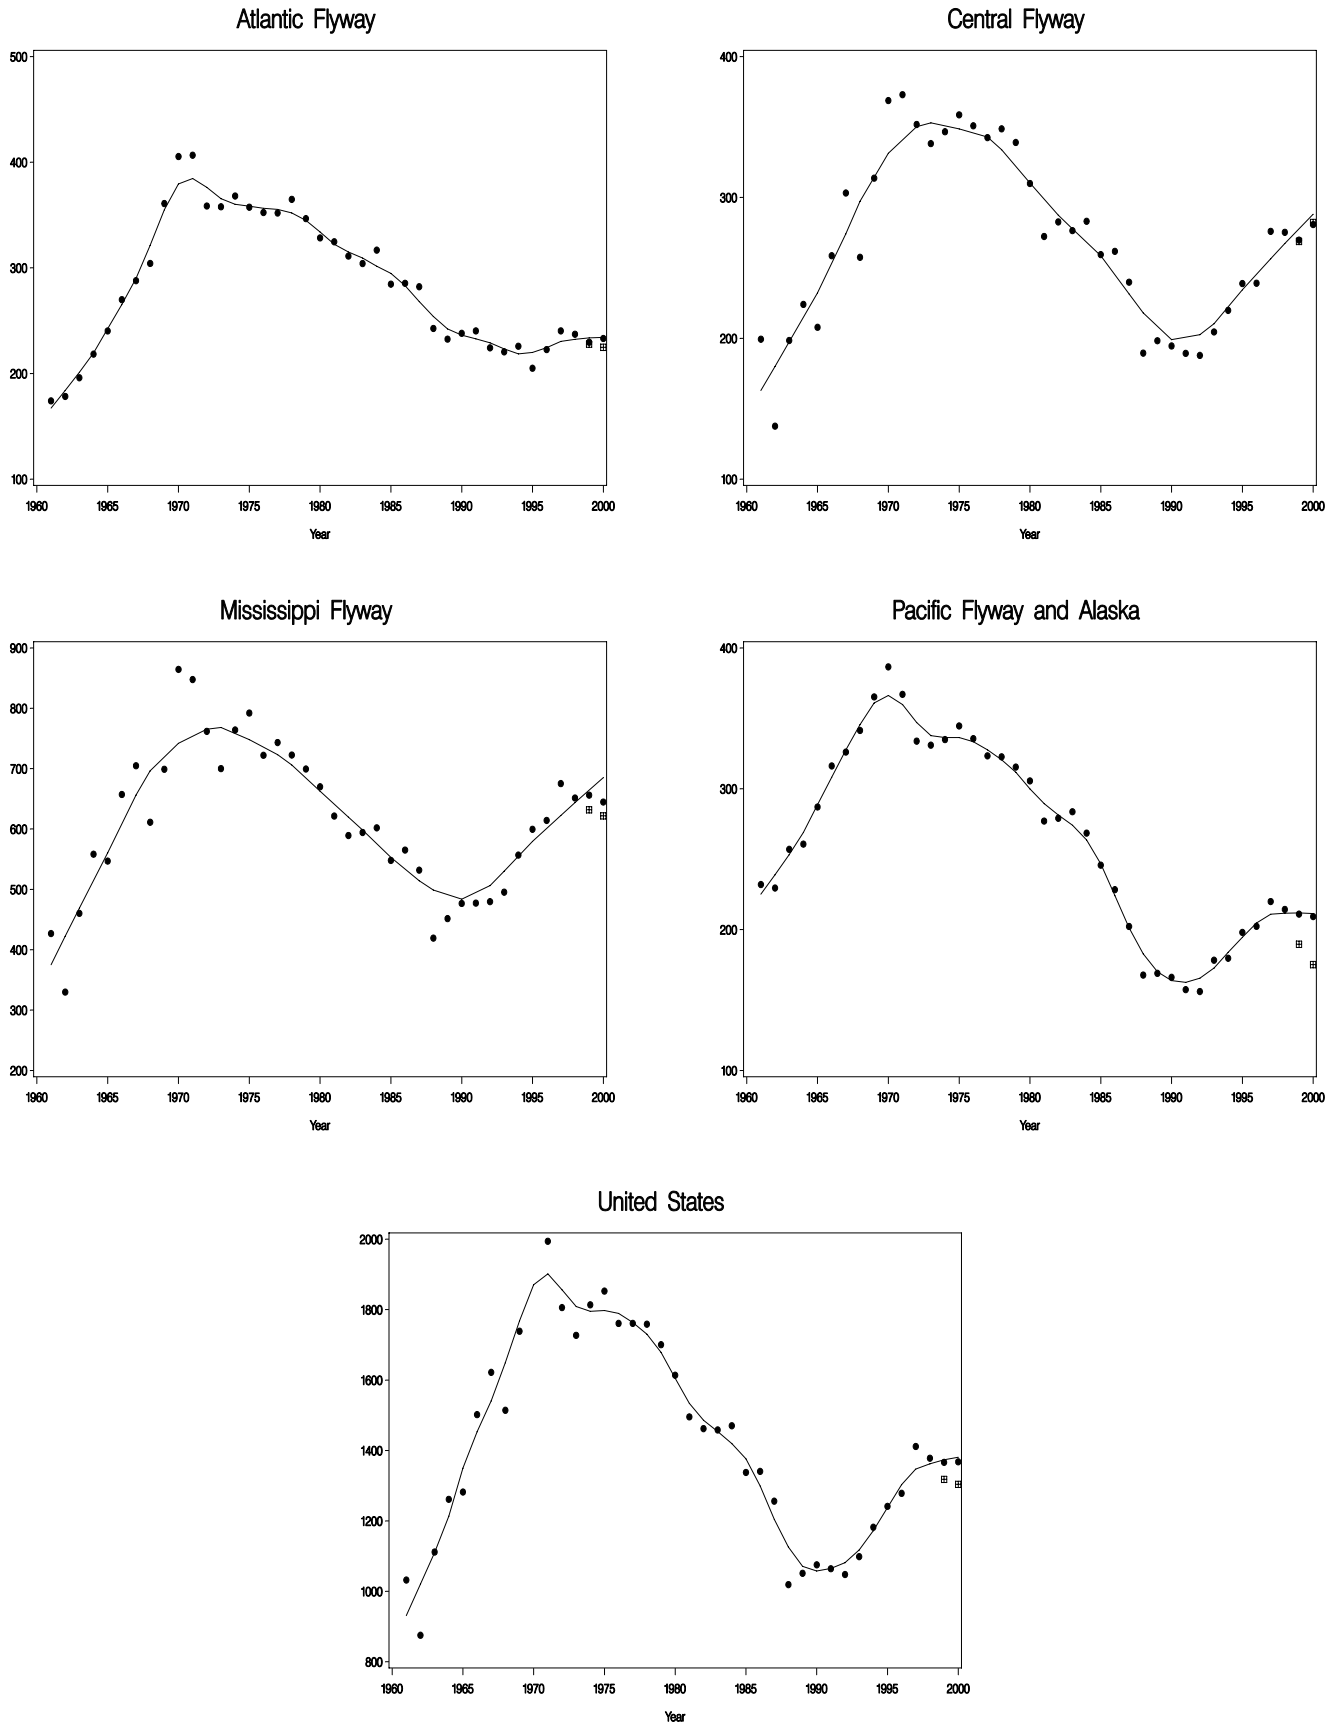 Atlantic Flyway
500
400
300
200
100
1960 1965 1970 1975 1980 1985 1990 1995 2000
Year
Central Flyway
400
300
200
100
1960 1965 1970 1975 1980 1985 1990 1995 2000
Year
Mississippi Flyway
900
800
700
600
500
400
300
200
1960 1965 1970 1975 1980 1985 1990 1995 2000
Year
Pacific Flyway and Alaska
400
300
200
100
1960 1965 1970 1975 1980 1985 1990 1995 2000
Year
United States
2000
1800
1600
1400
1200
1000
800
1960 1965 1970 1975 1980 1985 1990 1995 2000
Year